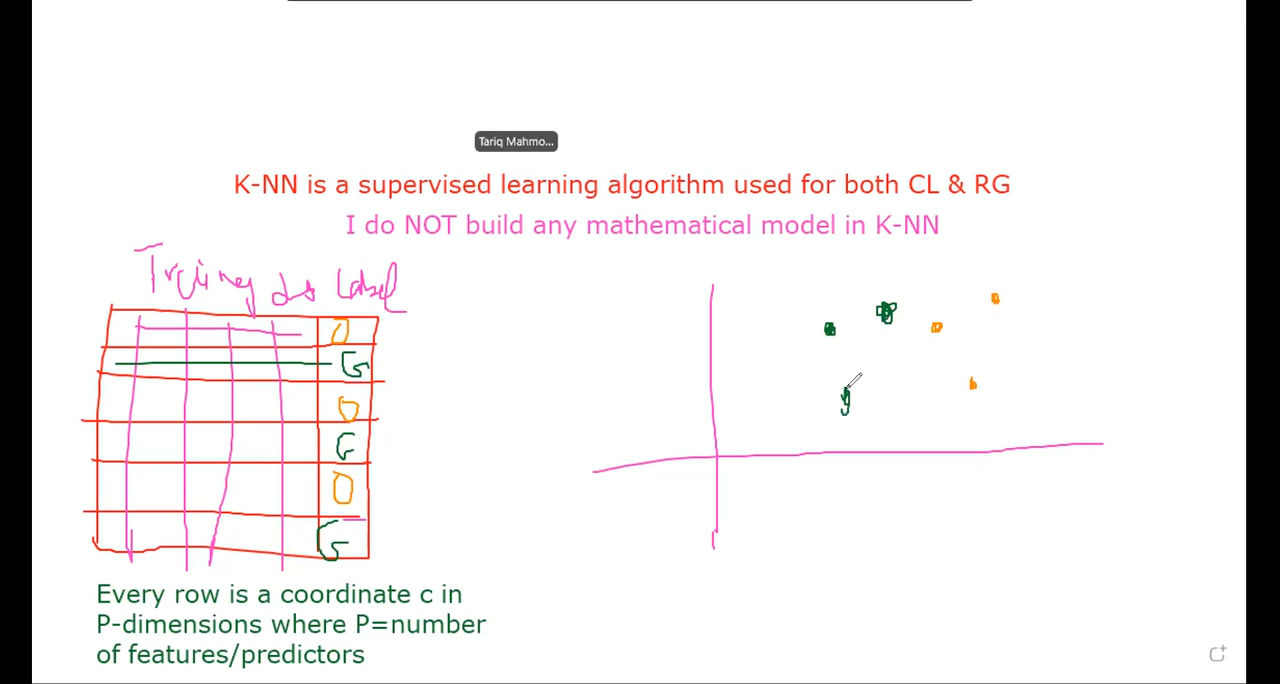 Tariq Mahmo...
K-NN is a supervised learning algorithm used for both CL & RG
I do NOT build any mathematical model in K-NN
Label
O
G
O
G
O
G
Every row is a coordinate c in
P-dimensions where P=number
of features/predictors